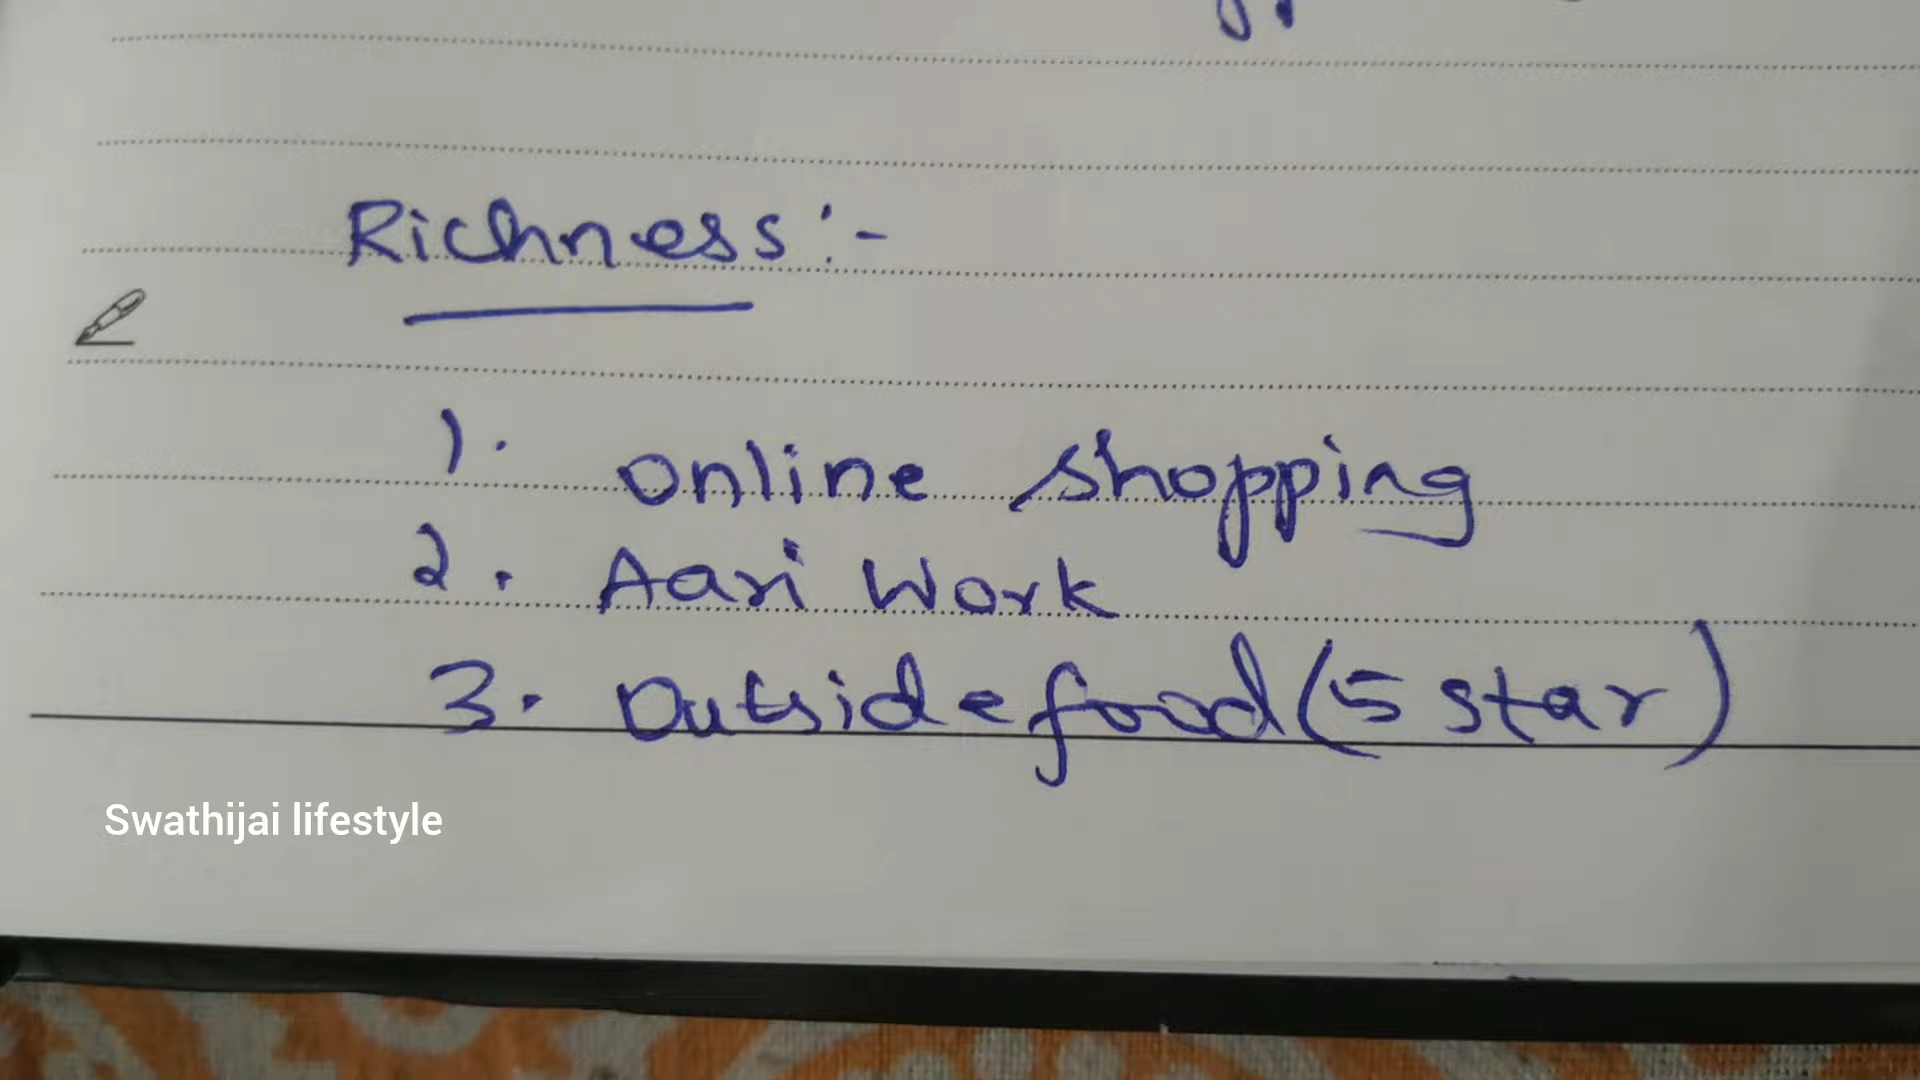 Richness:-
1. Online shopping
2. Aari Work
3. Outside food (5 star)
Swathijai lifestyle